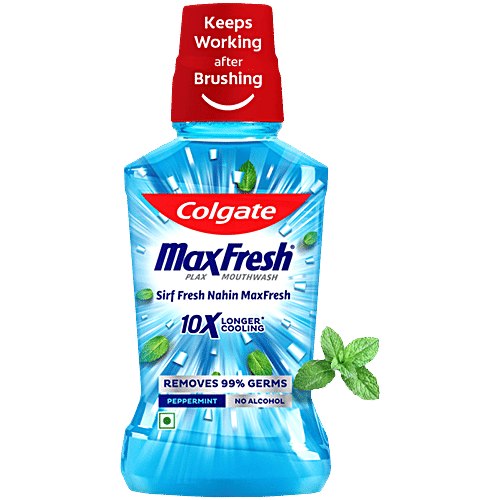 Keeps
Working
after
Brushing
Colgate
MaxFresh®
PLAX MOUTHWASH
Sirf Fresh Nahin MaxFresh
10X LONGER*
COOLING
REMOVES 99% GERMS
PEPPERMINT NO ALCOHOL